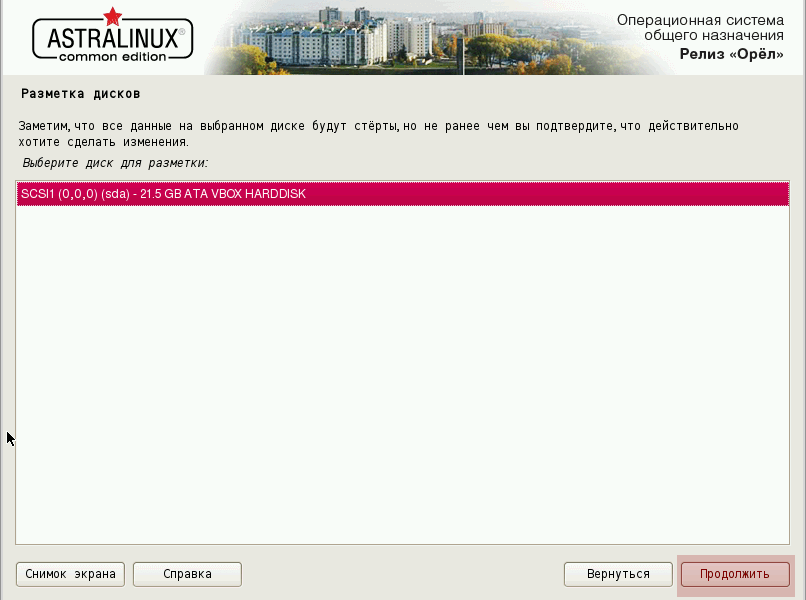 ASTRALINUX®
common edition
Операционная система
общего назначения
Релиз «Орёл»
Разметка дисков
Заметим, что все данные на выбранном диске будут стёрты, но не ранее чем вы подтвердите, что действительно
хотите сделать изменения.
Выберите диск для разметки:
SCSI1 (0,0,0) (sda) - 21.5 GB ATA VBOX HARDDISK
Снимок экрана
Справка
Вернуться
Продолжить